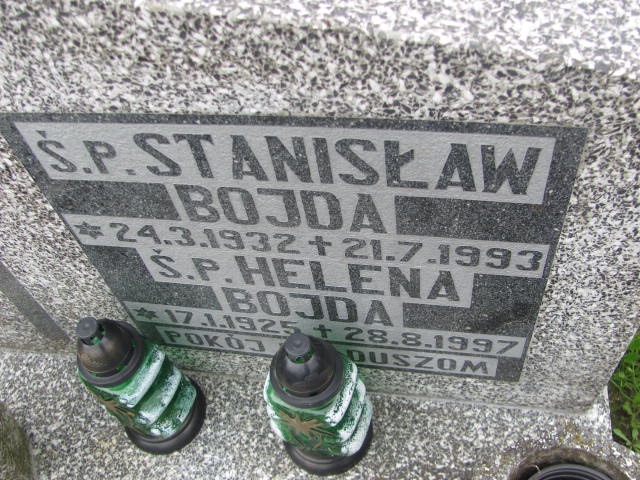 Ś.P. STANISŁAW
BOJDA
* 24.3.1932 ✝ 21.7.1993
Ś.P. HELENA
BOJDA
* 17.1.1925 ✝ 28.8.1997
POKÓJ DUSZOM